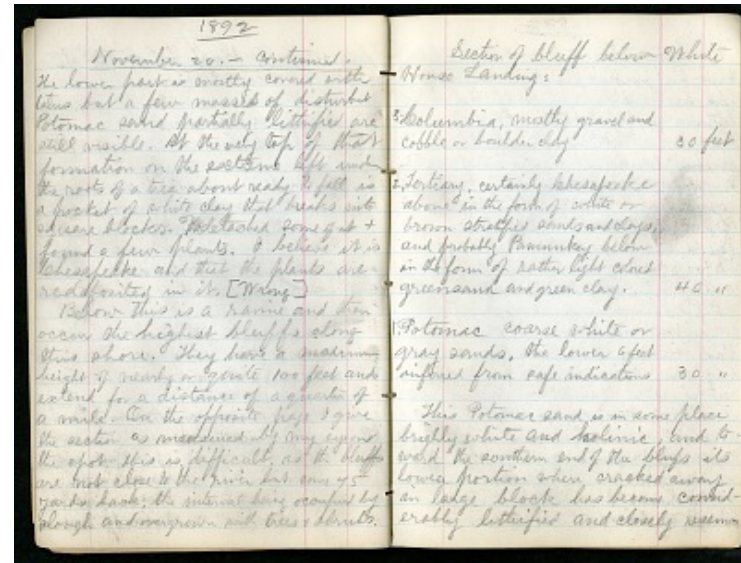 1892
November 20. - Continued.
The lower part is mostly covered with
talus but a few masses of disturbed
Potomac sand partially lithified are
still visible. At the very top of that
formation on the extreme left under
the roots of a tree about ready to fall is
a pocket of white clay that breaks into
square blocks. I detached some of it +
found a few plants. I believe it is
Chesapeake and that the plants are
redeposited in it. [Wrong]
Below this is a ravine and then
occur the highest bluffs along
this shore. They have a maximum
height of nearly or quite 100 feet and
extend for a distance of a quarter of
a mile. On the opposite page I give
the section as measured by my eye on
the spot. This is difficult as the bluffs
are not close to the river but some 75
yards back; the interval being occupied by
slough and overgrown with trees + shrubs.
Section of bluff below White
House Landing:
3. Columbia, mostly gravel and
cobble or boulder clay 30 feet
2. Tertiary, certainly Chesapeake
above in the form of white or
brown stratified sands and clays,
and probably Pamunkey below
in the form of rather light colored
greensand and green clay. 40 "
1. Potomac coarse white or
gray sands, the lower 6 feet
inferred from safe indications 30 "
This Potomac sand is in some place
brightly white and kolinic, and to-
ward the southern end of the bluffs its
lower portion where cracked away
in large block has become consid-
erably lithified and closely resem